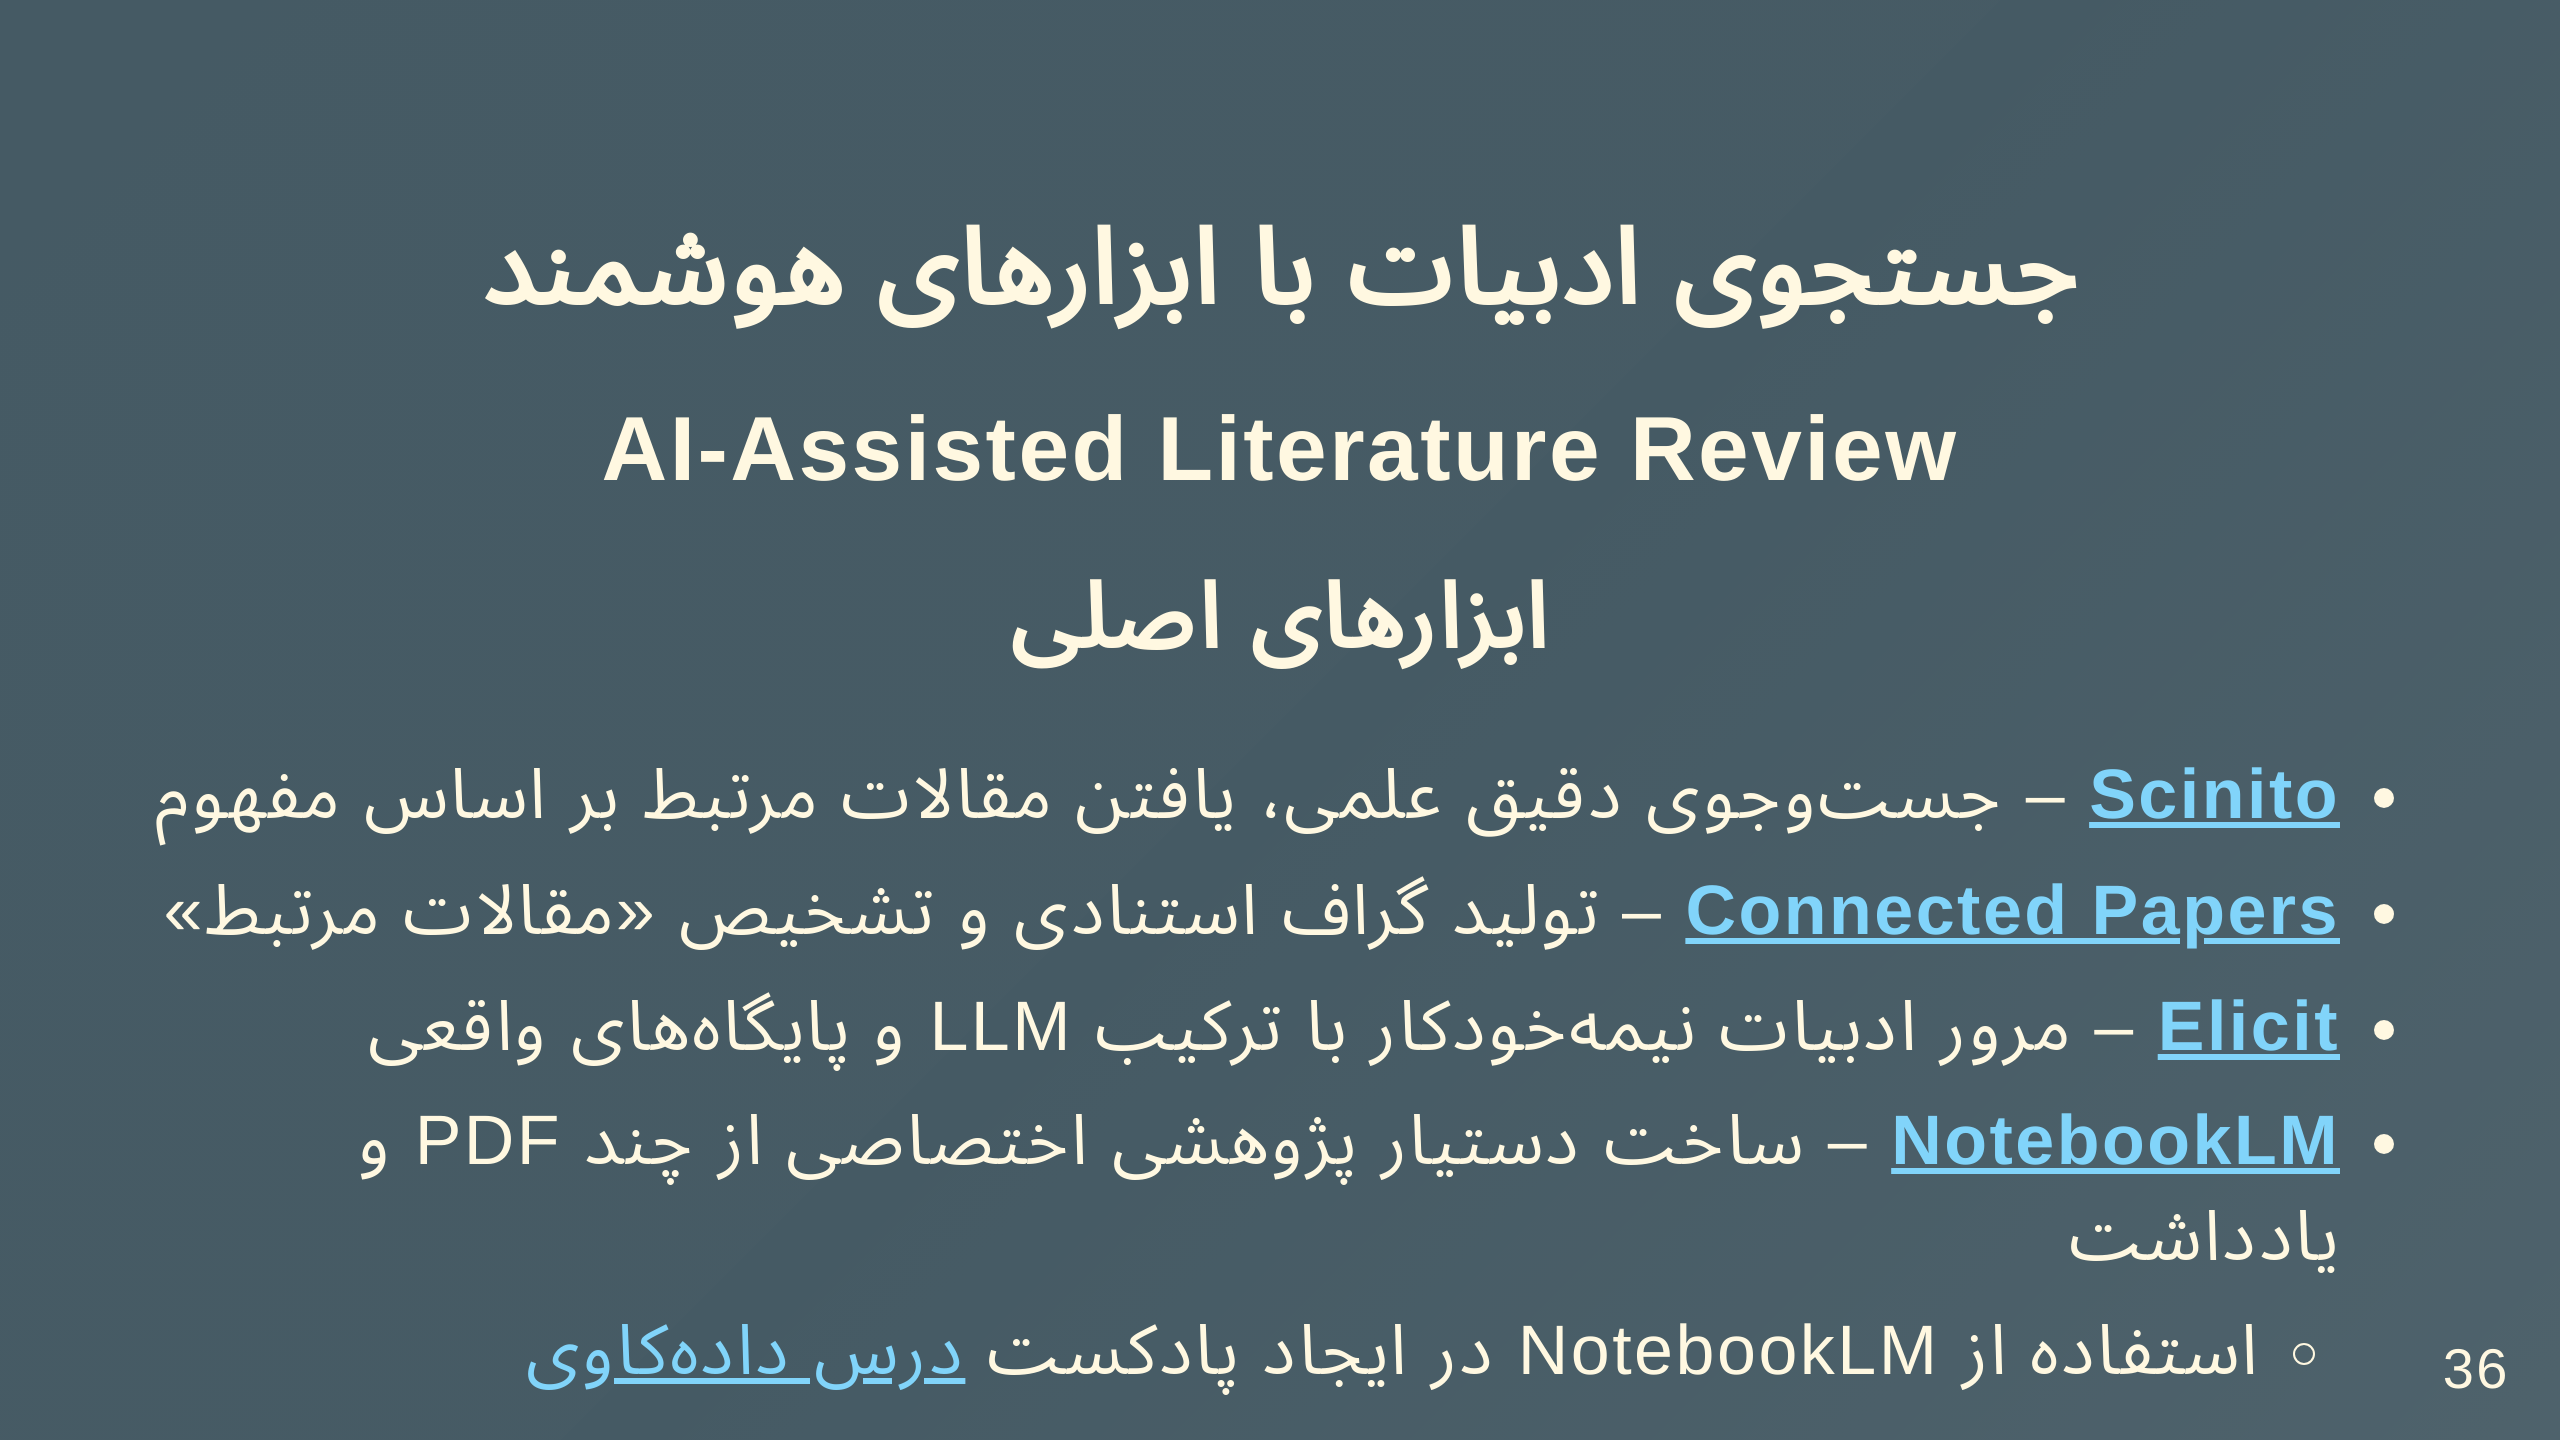 جستجوی ادبیات با ابزارهای هوشمند
AI-Assisted Literature Review
ابزارهای اصلی
• Scinito – جست‌وجوی دقیق علمی، یافتن مقالات مرتبط بر اساس مفهوم
• Connected Papers – تولید گراف استنادی و تشخیص «مقالات مرتبط»
• Elicit – مرور ادبیات نیمه‌خودکار با ترکیب LLM و پایگاه‌های واقعی
• NotebookLM – ساخت دستیار پژوهشی اختصاصی از چند PDF و
یادداشت
◦ استفاده از NotebookLM در ایجاد پادکست درس داده‌کاوی
36